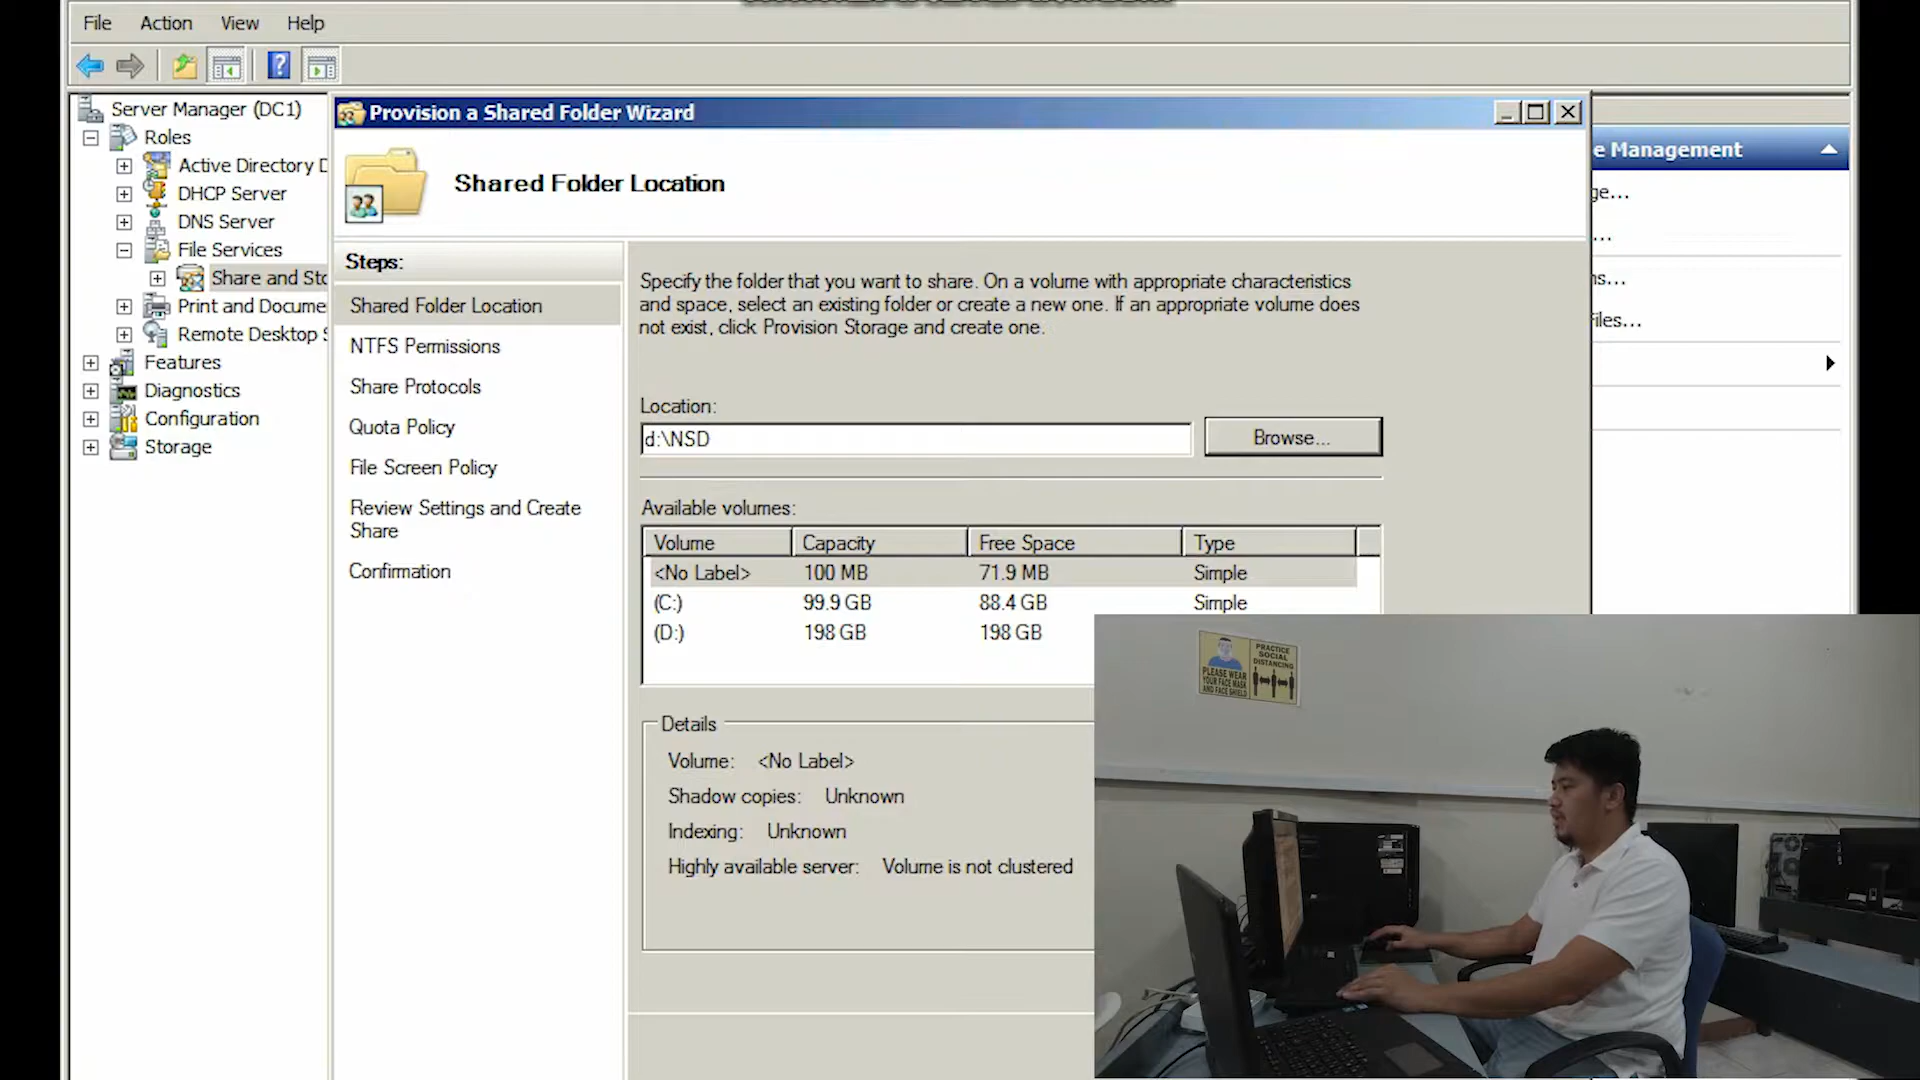 File Action View Help
Server Manager (DC1)
Roles
Active Directory D
DHCP Server
DNS Server
File Services
Share and Sto
Print and Docume
Remote Desktop S
Features
Diagnostics
Configuration
Storage
Provision a Shared Folder Wizard
Shared Folder Location
Steps:
Shared Folder Location
NTFS Permissions
Share Protocols
Quota Policy
File Screen Policy
Review Settings and Create
Share
Confirmation
Specify the folder that you want to share. On a volume with appropriate characteristics
and space, select an existing folder or create a new one. If an appropriate volume does
not exist, click Provision Storage and create one.
Location:
d:\NSD
Browse...
Available volumes:
Volume Capacity Free Space Type
<No Label> 100 MB 71.9 MB Simple
(C:) 99.9 GB 88.4 GB Simple
(D:) 198 GB 198 GB
Details
Volume: <No Label>
Shadow copies: Unknown
Indexing: Unknown
Highly available server: Volume is not clustered
e Management
ge...
...
ns...
Files...
PLEASE WEAR
YOUR FACE MASK
AND FACE SHIELD
PRACTICE
SOCIAL
DISTANCING